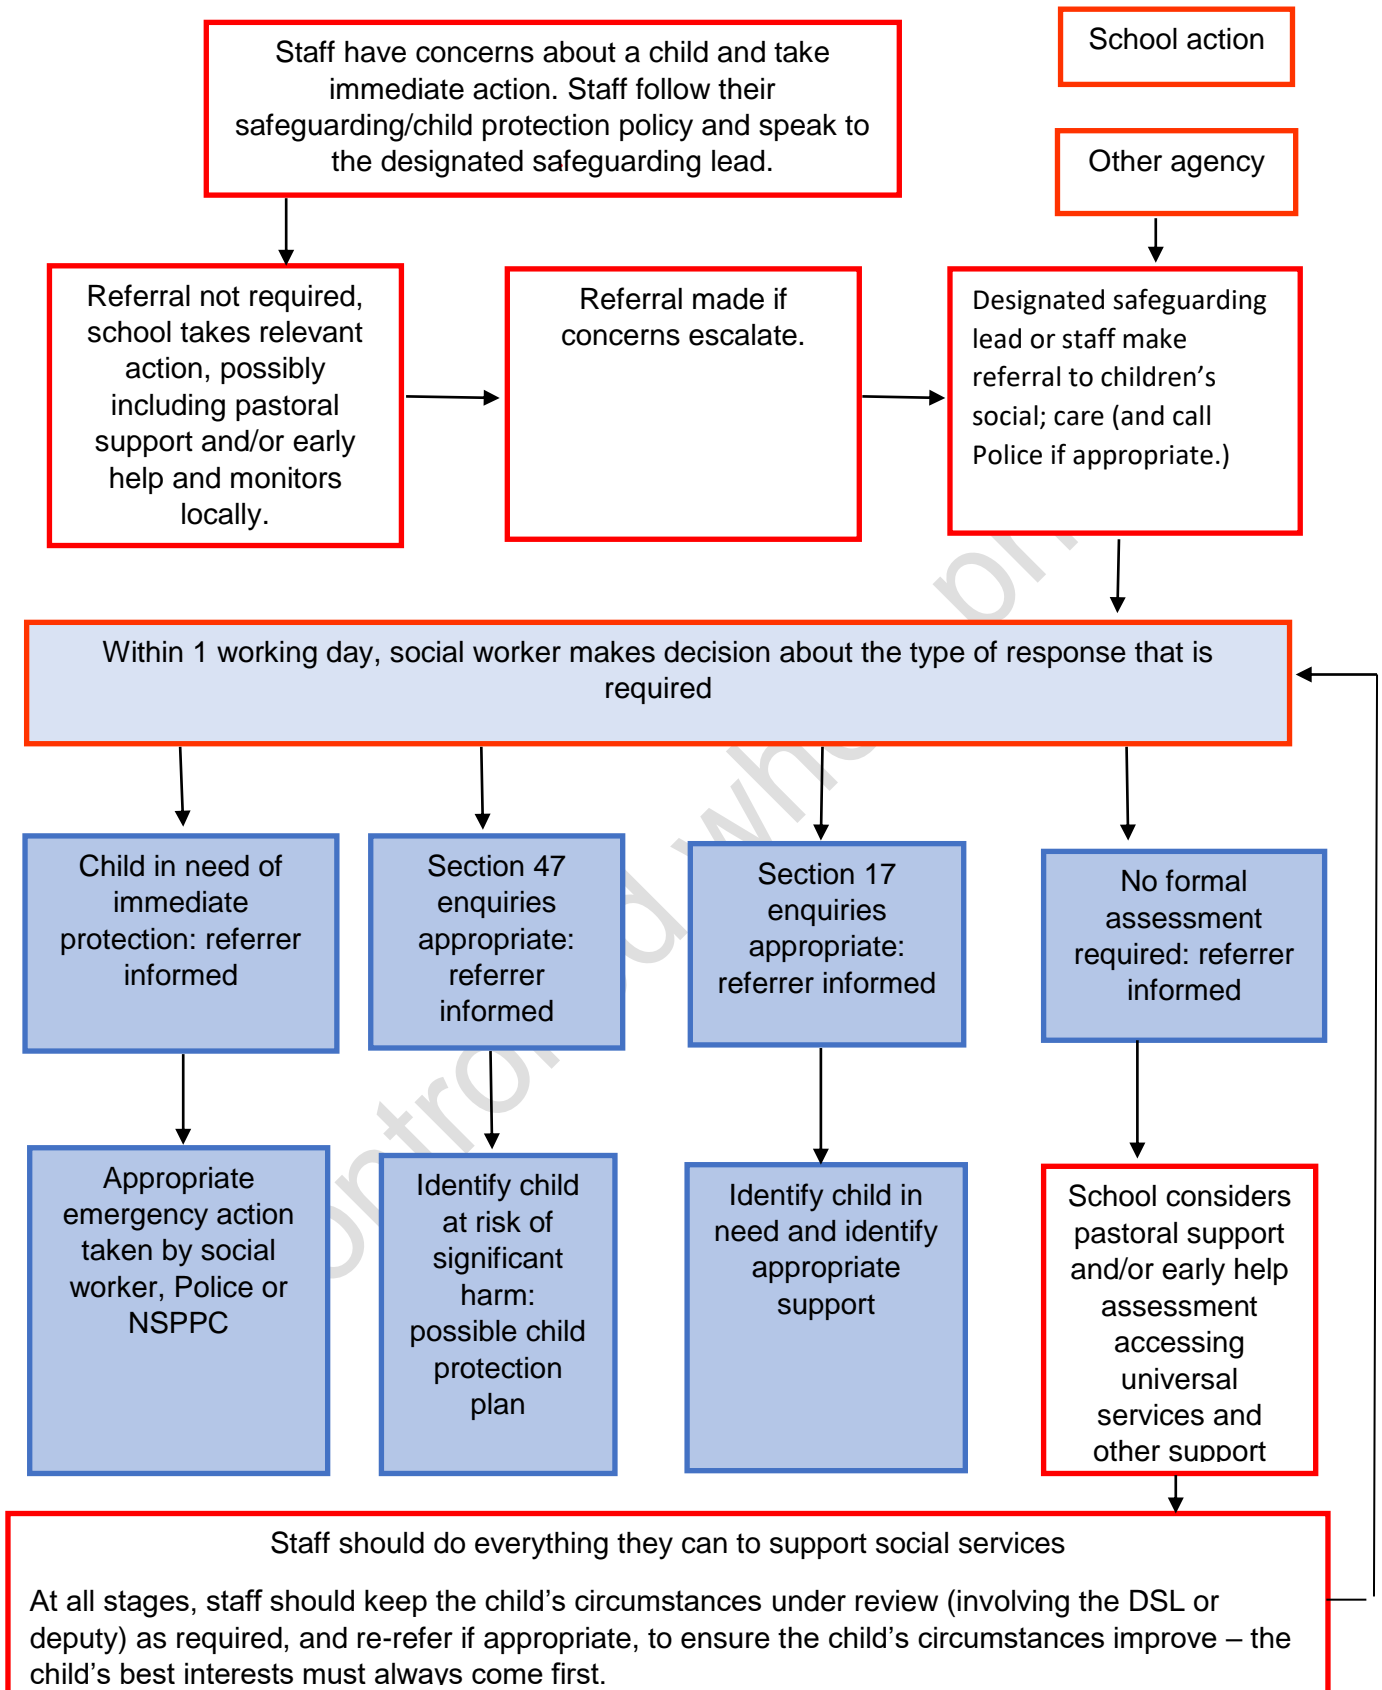 Staff have concerns about a child and take
immediate action. Staff follow their
safeguarding/child protection policy and speak to
the designated safeguarding lead.
School action
Other agency
Referral not required,
school takes relevant
action, possibly
including pastoral
support and/or early
help and monitors
locally.
Referral made if
concerns escalate.
Designated safeguarding
lead or staff make
referral to children’s
social; care (and call
Police if appropriate.)
Within 1 working day, social worker makes decision about the type of response that is
required
Child in need of
immediate
protection: referrer
informed
Section 47
enquiries
appropriate:
referrer
informed
Section 17
enquiries
appropriate:
referrer informed
No formal
assessment
required: referrer
informed
Appropriate
emergency action
taken by social
worker, Police or
NSPPC
Identify child
at risk of
significant
harm:
possible child
protection
plan
Identify child in
need and identify
appropriate
support
School considers
pastoral support
and/or early help
assessment
accessing
universal
services and
other support
Staff should do everything they can to support social services
At all stages, staff should keep the child’s circumstances under review (involving the DSL or
deputy) as required, and re-refer if appropriate, to ensure the child’s circumstances improve – the
child’s best interests must always come first.